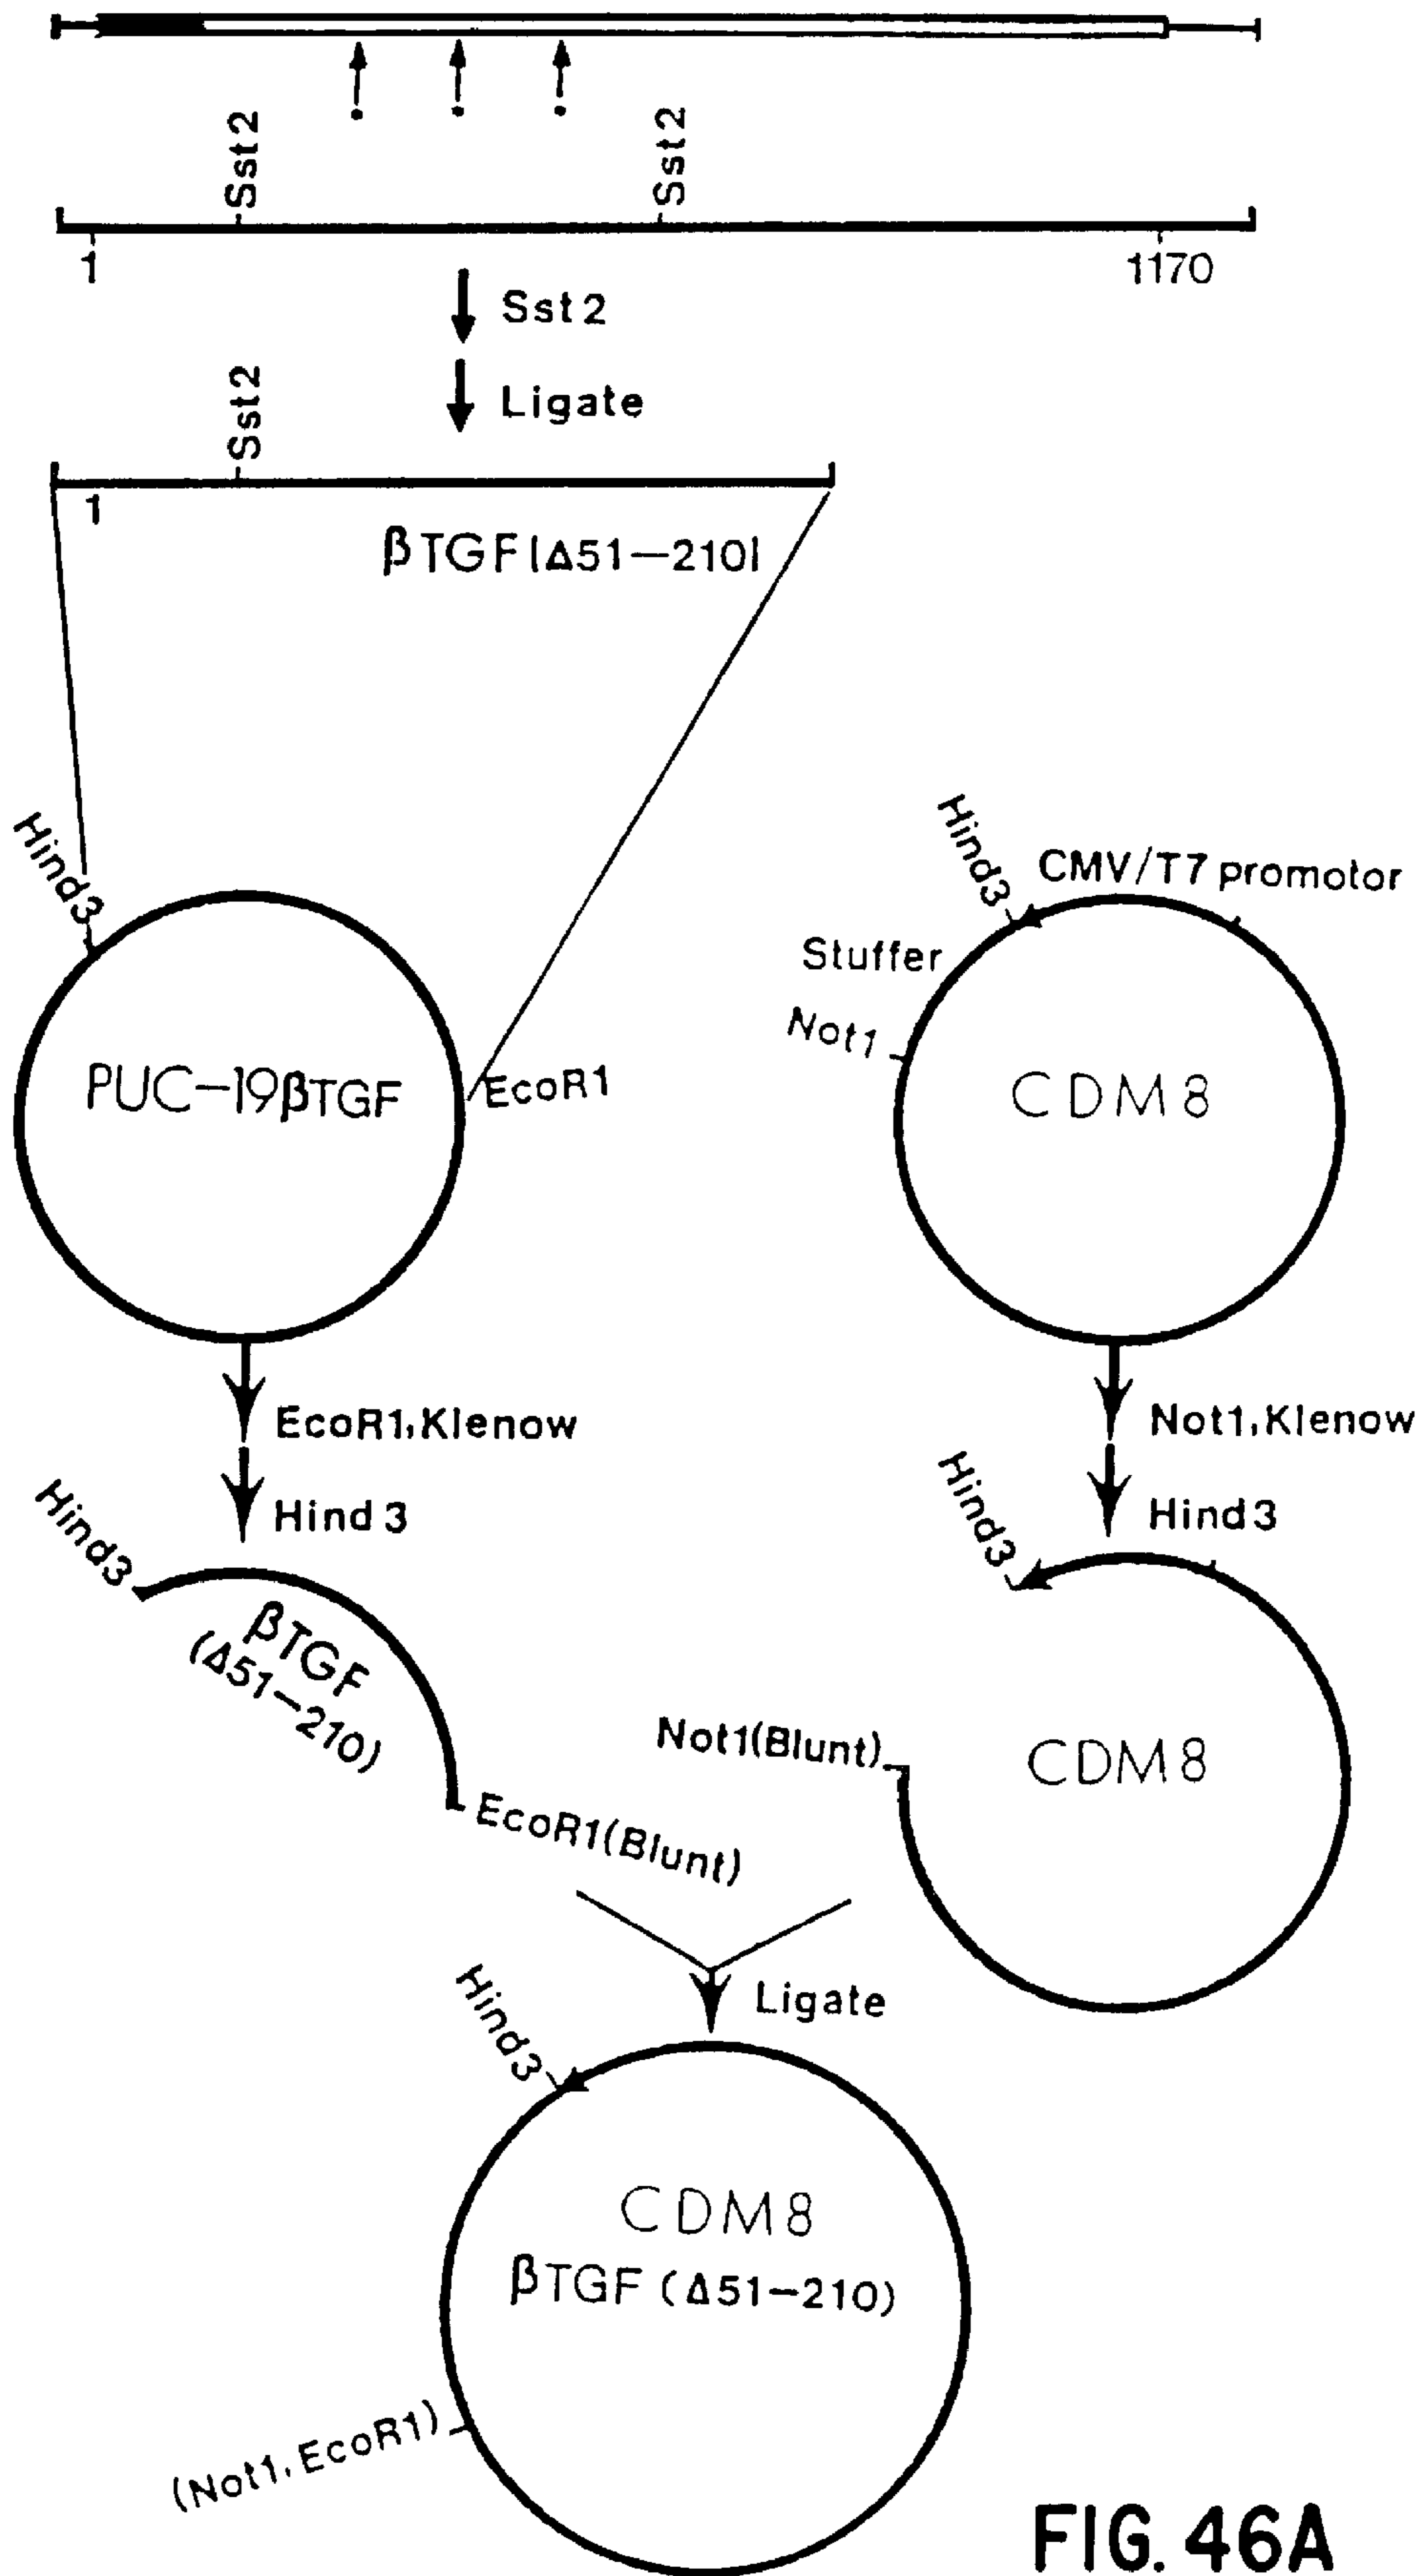 Sst2
Sst2
1
1170
Sst2
Ligate
Sst2
1
βTGF(Δ51—210)
Hind3
Hind3
CMV/T7 promotor
Stuffer
Not1
PUC—19βTGF
EcoR1
CDM8
EcoR1,Klenow
Not1,Klenow
Hind3
Hind3
Hind 3
Hind 3
βTGF
(Δ51—210)
Not1(Blunt)
CDM8
EcoR1(Blunt)
Hind3
Ligate
CDM8
βTGF (Δ51—210)
(Not1,EcoR1)
FIG. 46A